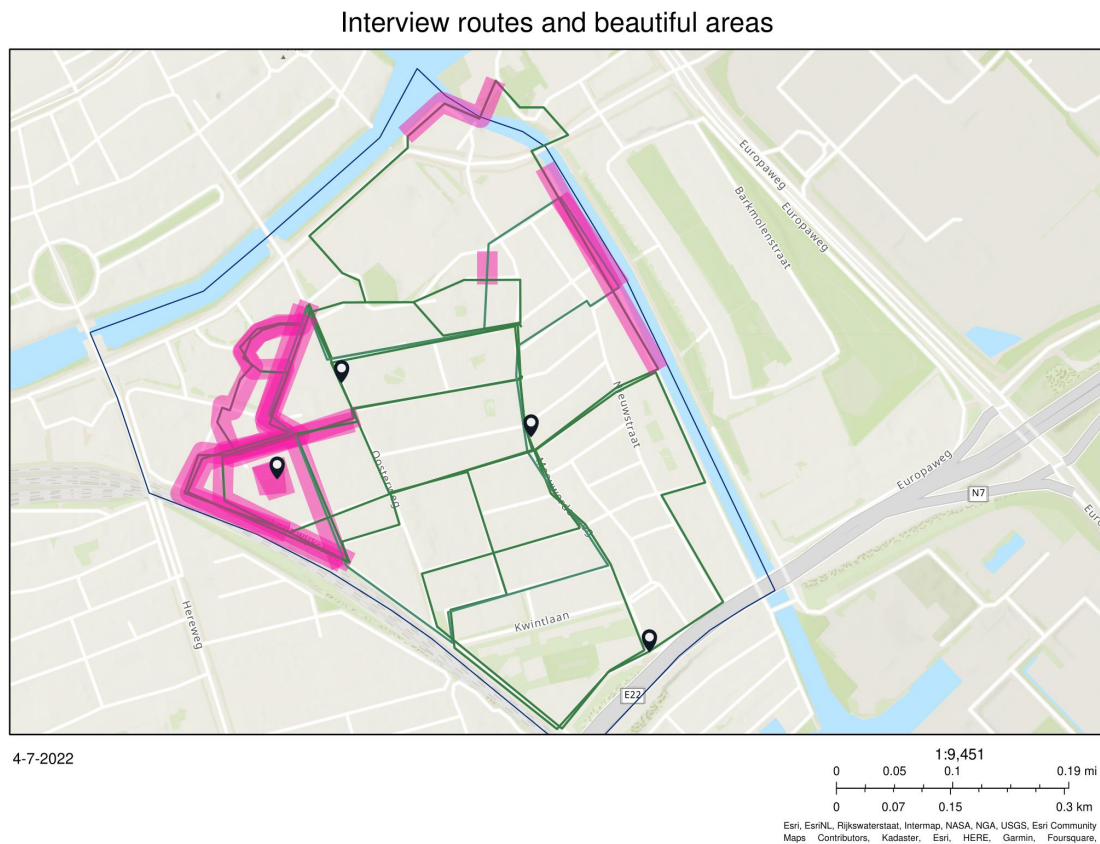 Interview routes and beautiful areas
Europaweg
Europaweg
Barkmolenstraat
Nieuwstraat
Oosterweg
Europaweg
N7
Hereweg
Kwintlaan
E22
4-7-2022
1:9,451
0 0.05 0.1 0.19 mi
0 0.07 0.15 0.3 km
Esri, EsriNL, Rijkswaterstaat, Intermap, NASA, NGA, USGS, Esri Community
Maps Contributors, Kadaster, Esri, HERE, Garmin, Foursquare,